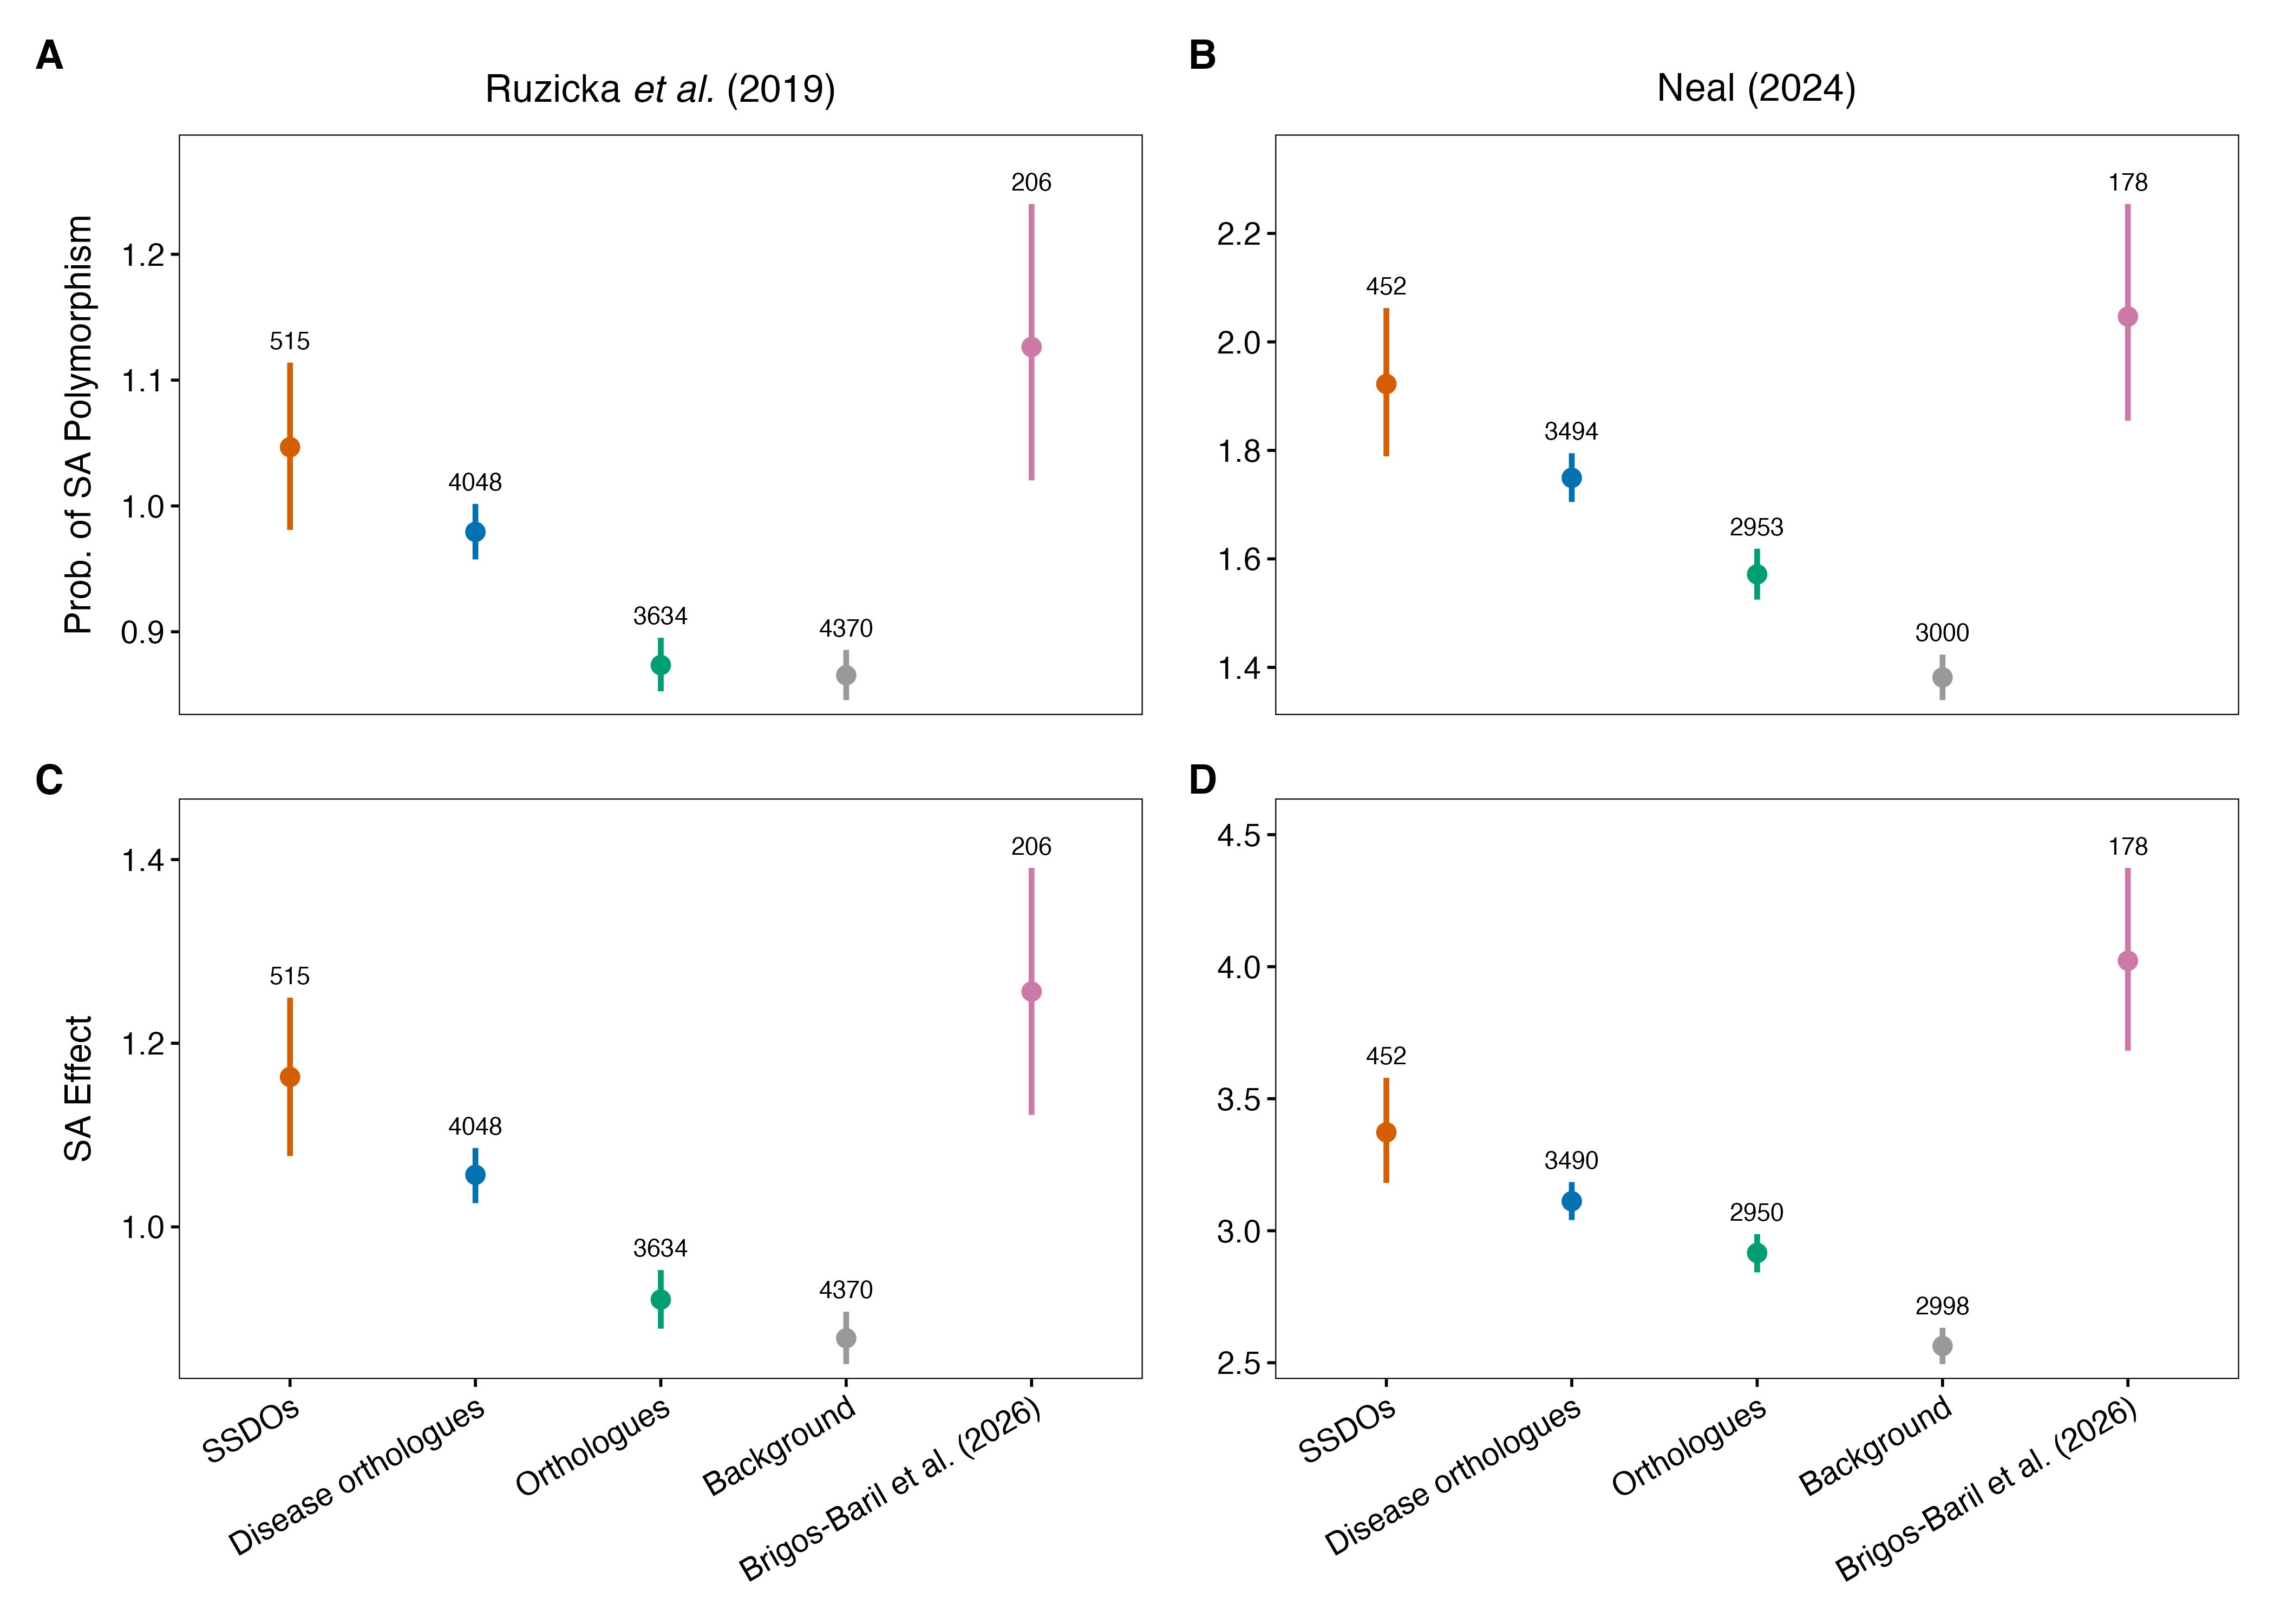 A
Ruzicka et al. (2019)
Prob. of SA Polymorphism
1.2
1.1
1.0
0.9
515
4048
3634
4370
206
B
Neal (2024)
2.2
2.0
1.8
1.6
1.4
452
3494
2953
3000
178
C
SA Effect
1.4
1.2
1.0
515
4048
3634
4370
206
SSDOs
Disease orthologues
Orthologues
Background
Brigos-Baril et al. (2026)
D
4.5
4.0
3.5
3.0
2.5
452
3490
2950
2998
178
SSDOs
Disease orthologues
Orthologues
Background
Brigos-Baril et al. (2026)